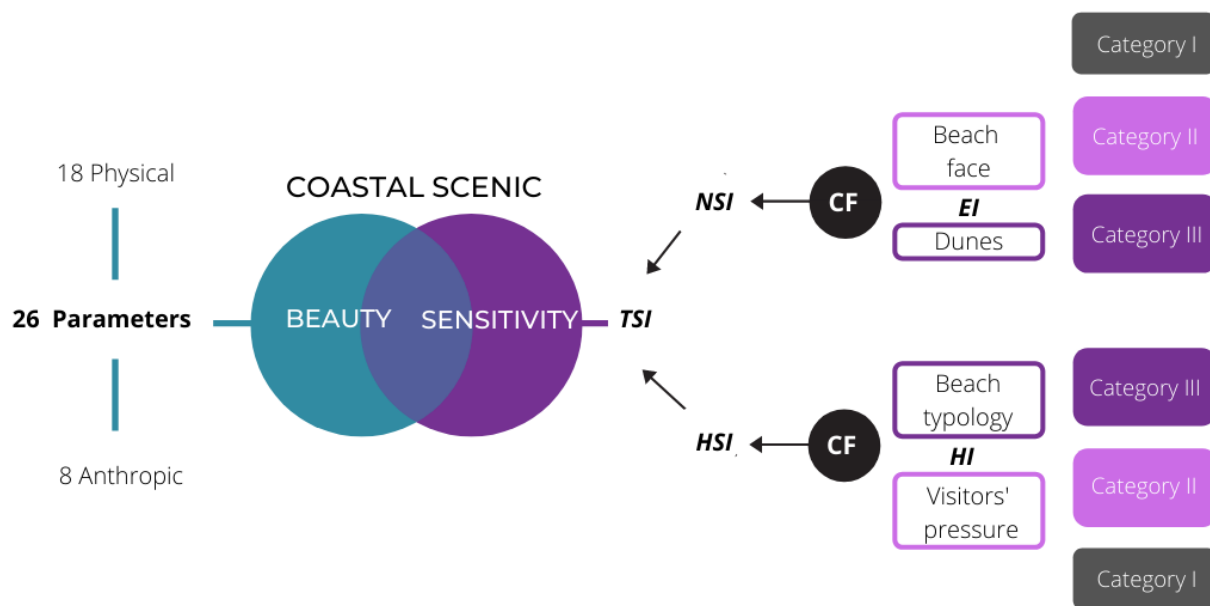 18 Physical
26 Parameters
8 Anthropic
COASTAL SCENIC
BEAUTY
SENSITIVITY
TSI
NSI
HSI
CF
CF
Beach
face
EI
Dunes
Beach
typology
HI
Visitors'
pressure
Category I
Category II
Category III
Category III
Category II
Category I